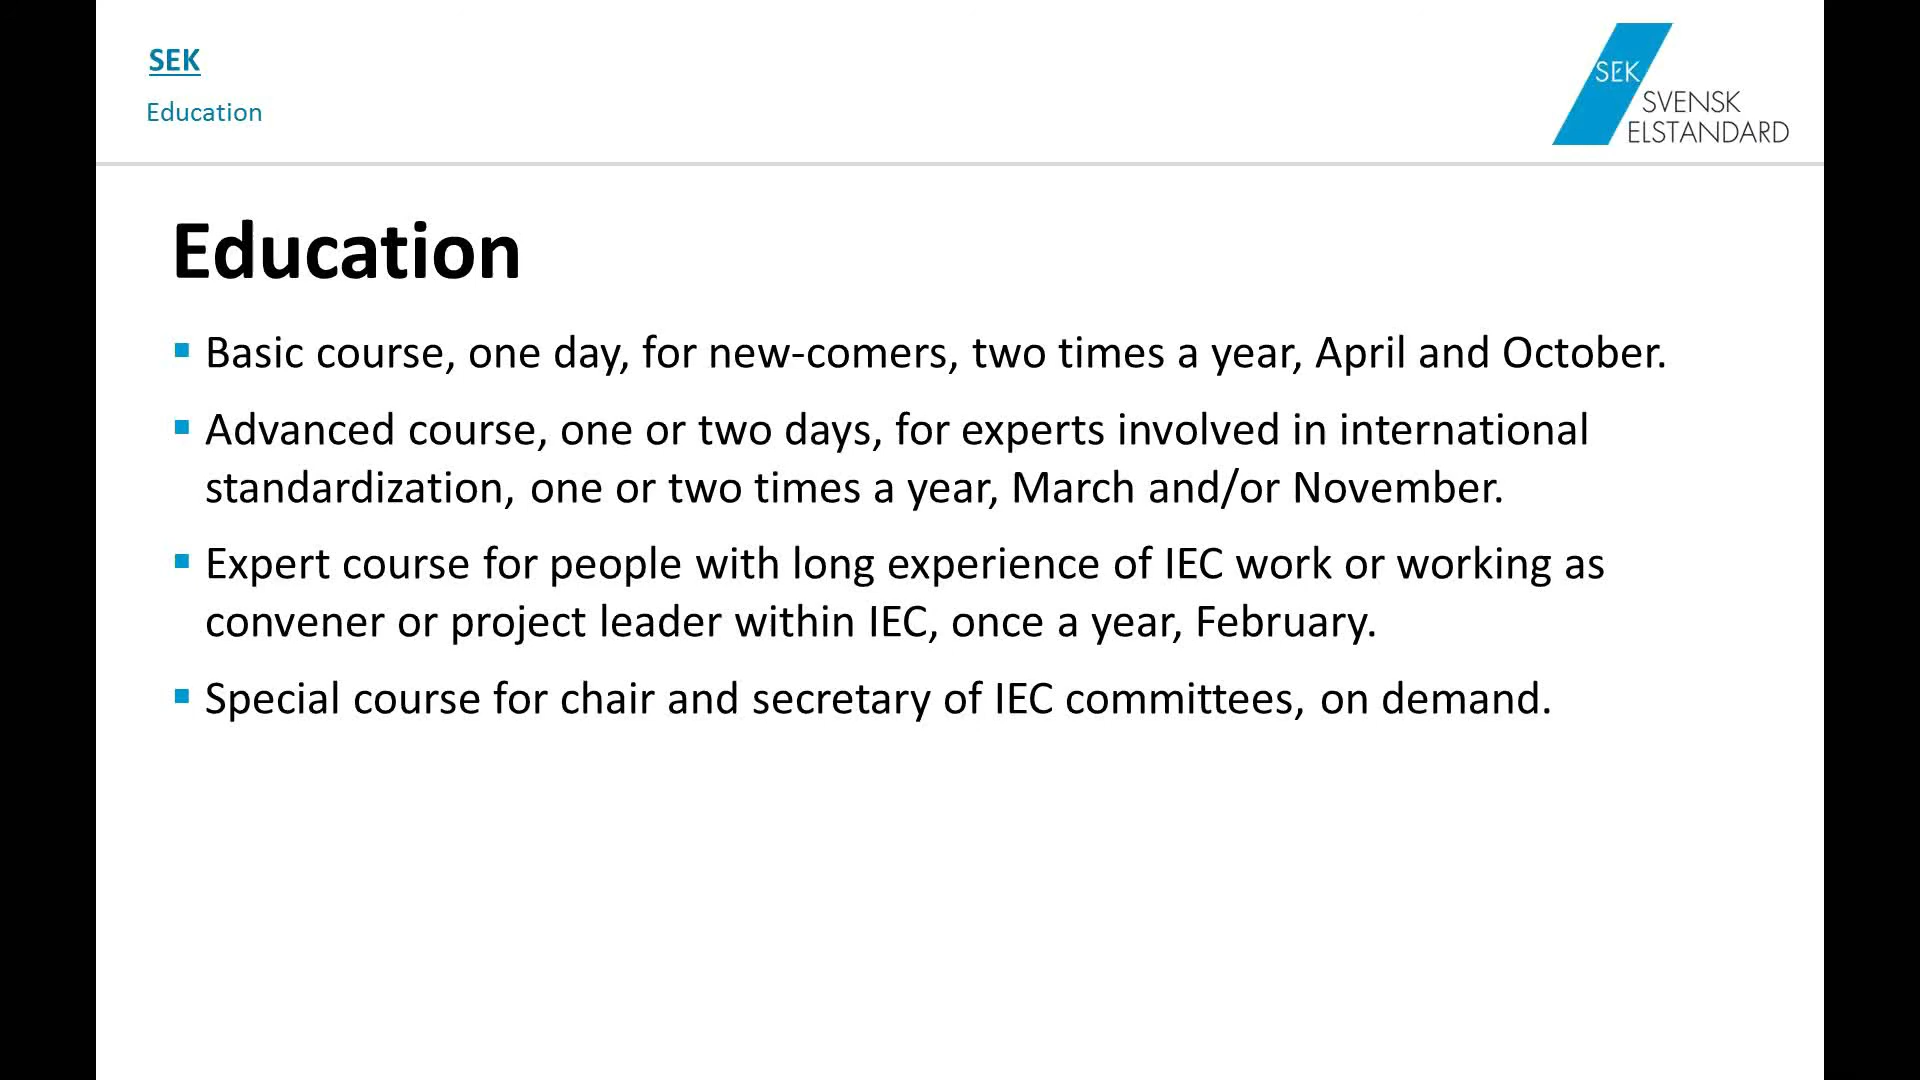 SEK
Education
SEK
SVENSK
ELSTANDARD
Education
Basic course, one day, for new-comers, two times a year, April and October.
Advanced course, one or two days, for experts involved in international
standardization, one or two times a year, March and/or November.
Expert course for people with long experience of IEC work or working as
convener or project leader within IEC, once a year, February.
Special course for chair and secretary of IEC committees, on demand.